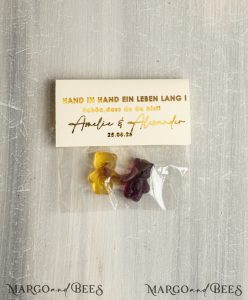 HAND IN HAND EIN LEBEN LANG !
Schön, dass du da bist!
Amelie & Alexander
25.06.25
MARGO and BEES MARGO and BEES